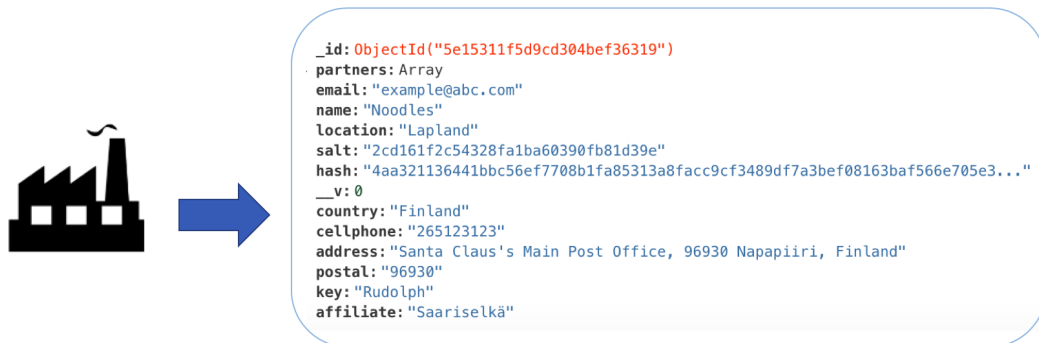 _id: ObjectId("5e15311f5d9cd304bef36319")
partners: Array
email: "example@abc.com"
name: "Noodles"
location: "Lapland"
salt: "2cd161f2c54328fa1ba60390fb81d39e"
hash: "4aa321136441bbc56ef7708b1fa85313a8facc9cf3489df7a3bef08163baf566e705e3..."
__v: 0
country: "Finland"
cellphone: "265123123"
address: "Santa Claus's Main Post Office, 96930 Napapiiri, Finland"
postal: "96930"
key: "Rudolph"
affiliate: "Saariselkä"